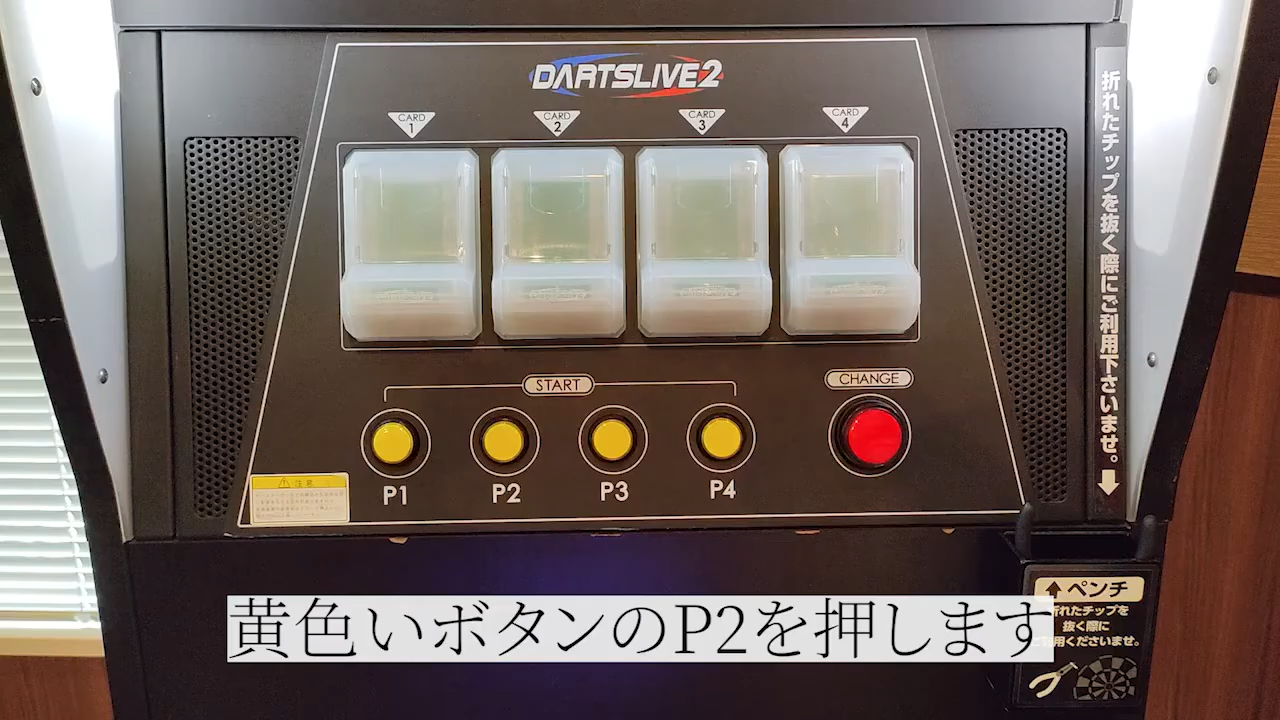 DARTSLIVE2
CARD 1
CARD 2
CARD 3
CARD 4
START
CHANGE
P1
P2
P3
P4
注意
折れたチップを抜く際にご利用下さいませ。
ペンチ
折れたチップを
抜く際に
ご利用くださいませ。
黄色いボタンのP2を押します